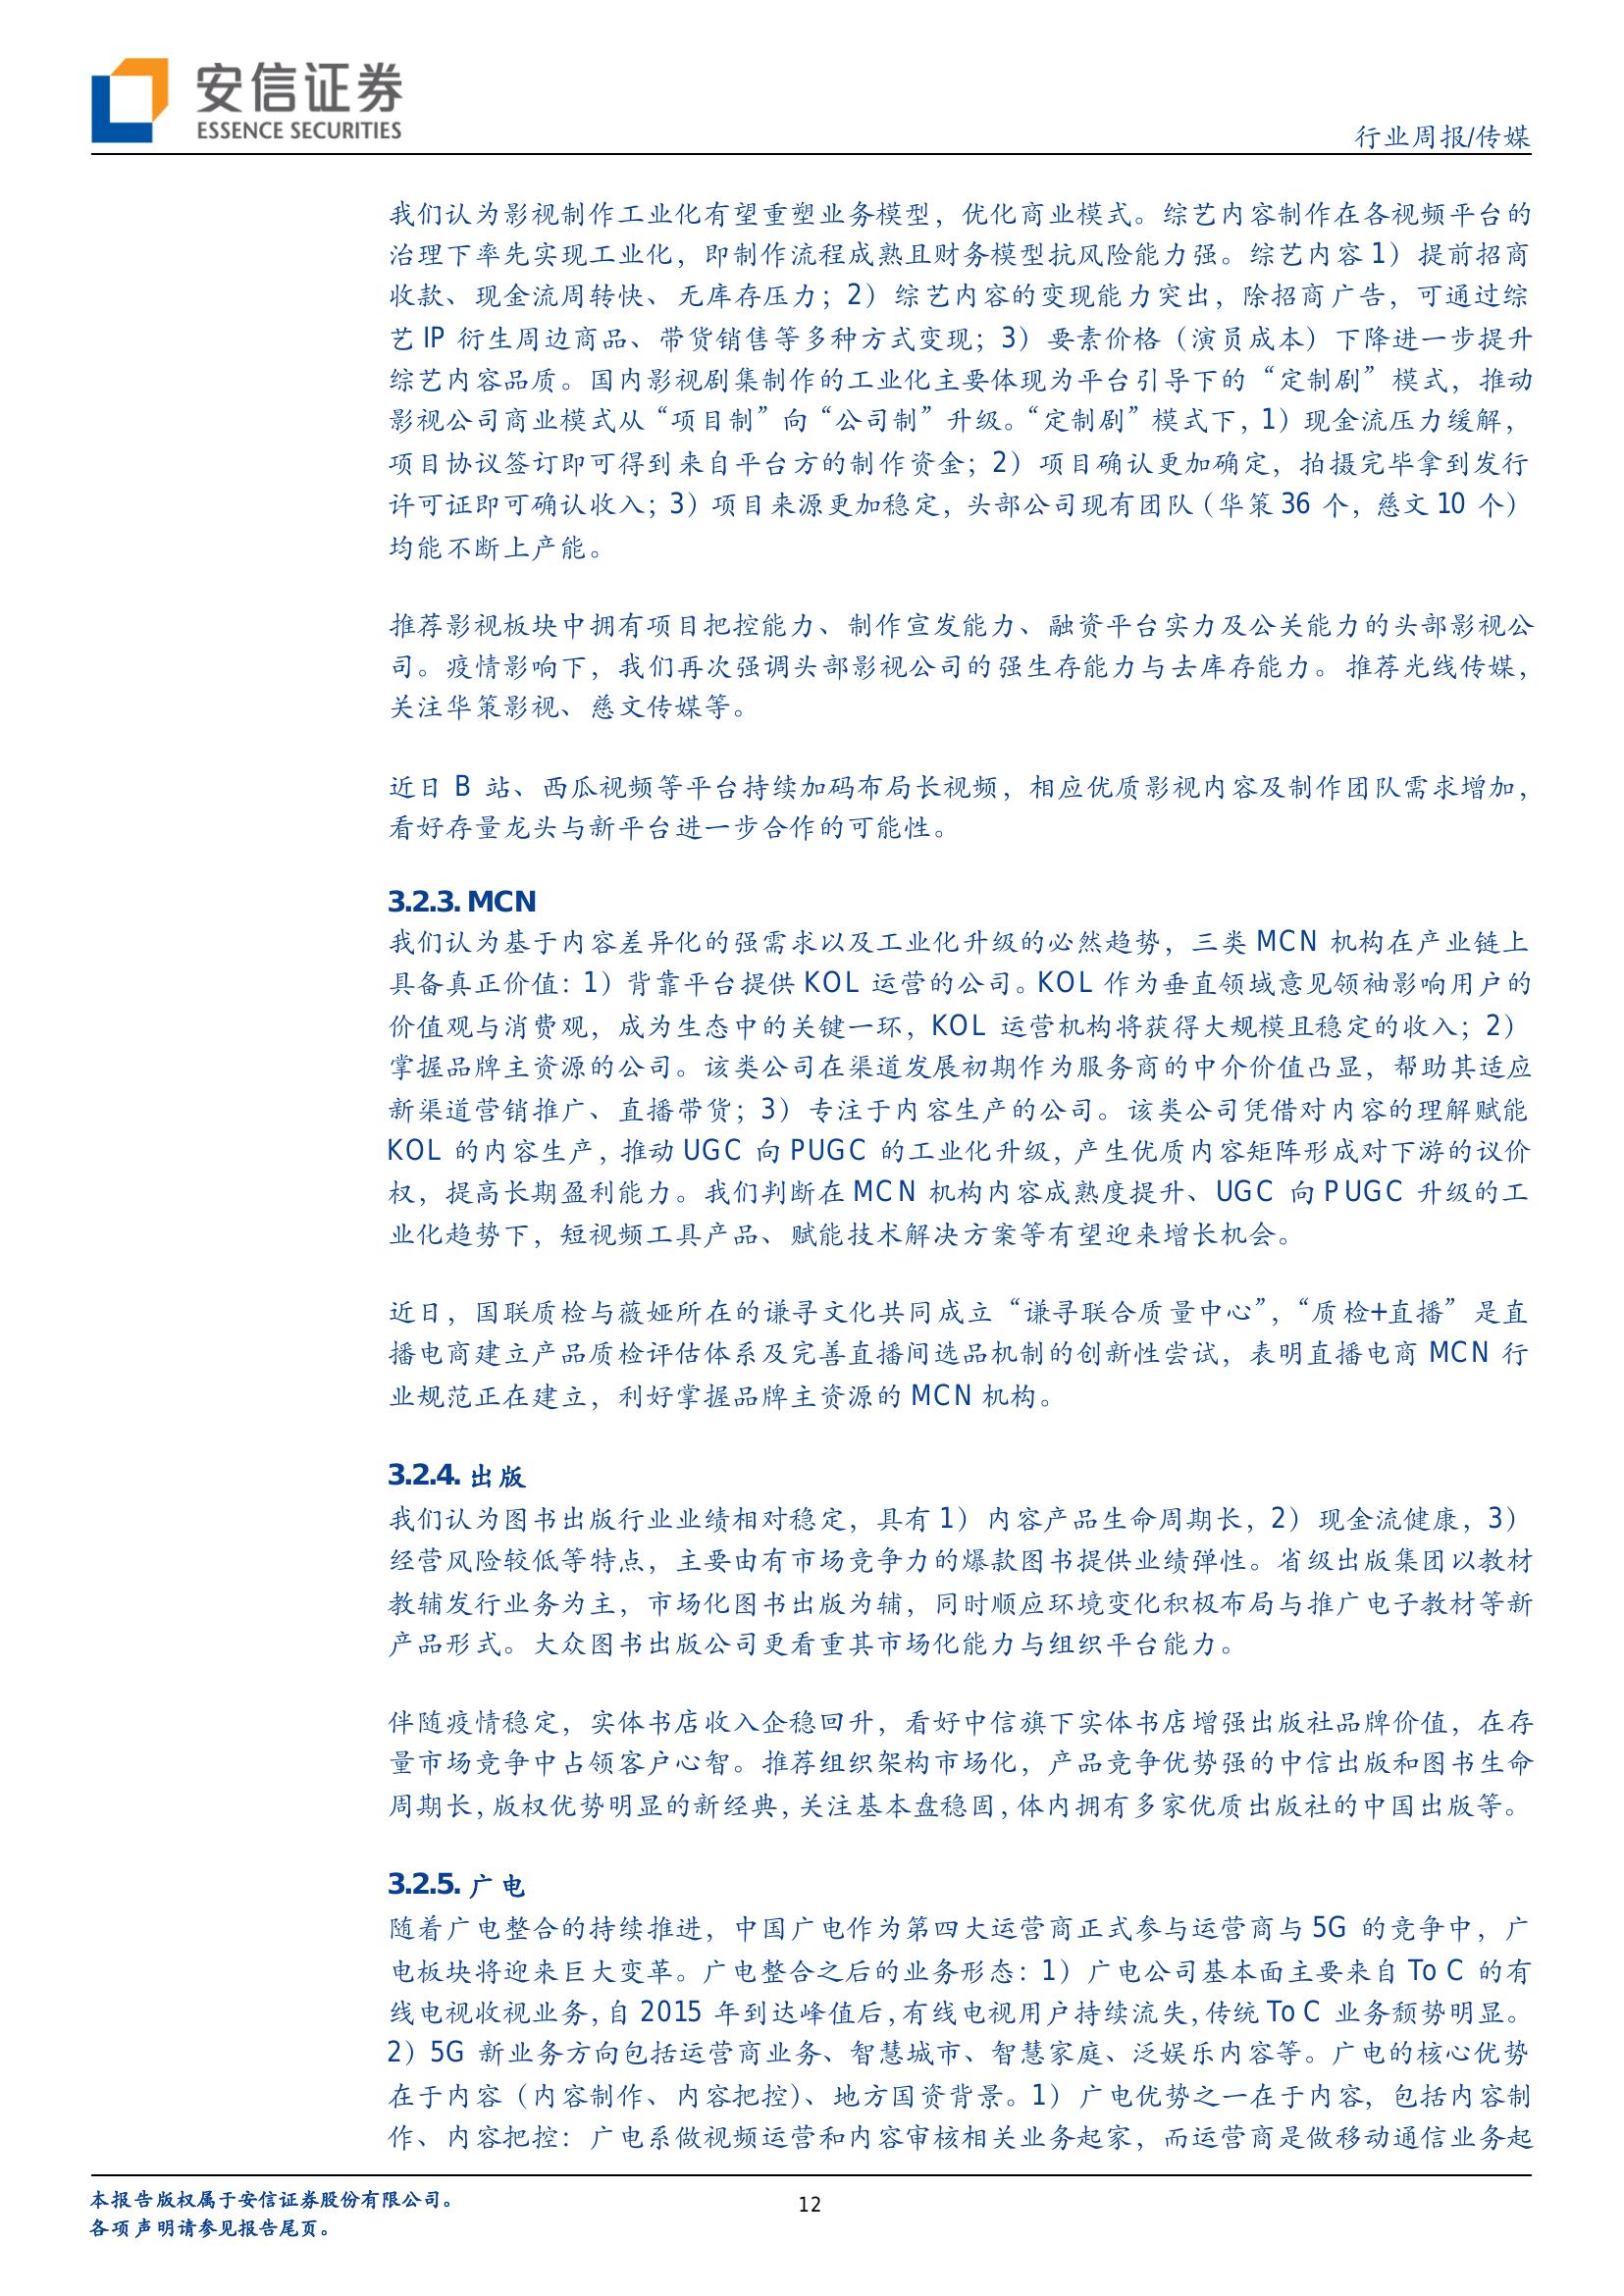 安信证券
ESSENCE SECURITIES
行业周报/传媒
我们认为影视制作工业化有望重塑业务模型，优化商业模式。综艺内容制作在各视频平台的
治理下率先实现工业化，即制作流程成熟且财务模型抗风险能力强。综艺内容 1）提前招商
收款、现金流周转快、无库存压力；2）综艺内容的变现能力突出，除招商广告，可通过综
艺 IP 衍生周边商品、带货销售等多种方式变现；3）要素价格（演员成本）下降进一步提升
综艺内容品质。国内影视剧集制作的工业化主要体现为平台引导下的“定制剧”模式，推动
影视公司商业模式从“项目制”向“公司制”升级。“定制剧”模式下，1）现金流压力缓解，
项目协议签订即可得到来自平台方的制作资金；2）项目确认更加确定，拍摄完毕拿到发行
许可证即可确认收入；3）项目来源更加稳定，头部公司现有团队（华策 36 个，慈文 10 个）
均能不断上产能。
推荐影视板块中拥有项目把控能力、制作宣发能力、融资平台实力及公关能力的头部影视公
司。疫情影响下，我们再次强调头部影视公司的强生存能力与去库存能力。推荐光线传媒，
关注华策影视、慈文传媒等。
近日 B 站、西瓜视频等平台持续加码布局长视频，相应优质影视内容及制作团队需求增加，
看好存量龙头与新平台进一步合作的可能性。
3.2.3. MCN
我们认为基于内容差异化的强需求以及工业化升级的必然趋势，三类 MCN 机构在产业链上
具备真正价值：1）背靠平台提供 KOL 运营的公司。KOL 作为垂直领域意见领袖影响用户的
价值观与消费观，成为生态中的关键一环，KOL 运营机构将获得大规模且稳定的收入；2）
掌握品牌主资源的公司。该类公司在渠道发展初期作为服务商的中介价值凸显，帮助其适应
新渠道营销推广、直播带货；3）专注于内容生产的公司。该类公司凭借对内容的理解赋能
KOL 的内容生产，推动 UGC 向 PUGC 的工业化升级，产生优质内容矩阵形成对下游的议价
权，提高长期盈利能力。我们判断在 MCN 机构内容成熟度提升、UGC 向 PUGC 升级的工
业化趋势下，短视频工具产品、赋能技术解决方案等有望迎来增长机会。
近日，国联质检与薇娅所在的谦寻文化共同成立“谦寻联合质量中心”，“质检+直播”是直
播电商建立产品质检评估体系及完善直播间选品机制的创新性尝试，表明直播电商 MCN 行
业规范正在建立，利好掌握品牌主资源的 MCN 机构。
3.2.4. 出版
我们认为图书出版行业业绩相对稳定，具有 1）内容产品生命周期长，2）现金流健康，3）
经营风险较低等特点，主要由有市场竞争力的爆款图书提供业绩弹性。省级出版集团以教材
教辅发行业务为主，市场化图书出版为辅，同时顺应环境变化积极布局与推广电子教材等新
产品形式。大众图书出版公司更看重其市场化能力与组织平台能力。
伴随疫情稳定，实体书店收入企稳回升，看好中信旗下实体书店增强出版社品牌价值，在存
量市场竞争中占领客户心智。推荐组织架构市场化，产品竞争优势强的中信出版和图书生命
周期长，版权优势明显的新经典，关注基本盘稳固，体内拥有多家优质出版社的中国出版等。
3.2.5. 广电
随着广电整合的持续推进，中国广电作为第四大运营商正式参与运营商与 5G 的竞争中，广
电板块将迎来巨大变革。广电整合之后的业务形态：1）广电公司基本面主要来自 To C 的有
线电视收视业务，自 2015 年到达峰值后，有线电视用户持续流失，传统 To C 业务颓势明显。
2）5G 新业务方向包括运营商业务、智慧城市、智慧家庭、泛娱乐内容等。广电的核心优势
在于内容（内容制作、内容把控）、地方国资背景。1）广电优势之一在于内容，包括内容制
作、内容把控：广电系做视频运营和内容审核相关业务起家，而运营商是做移动通信业务起
本报告版权属于安信证券股份有限公司。
12
各项声明请参见报告尾页。